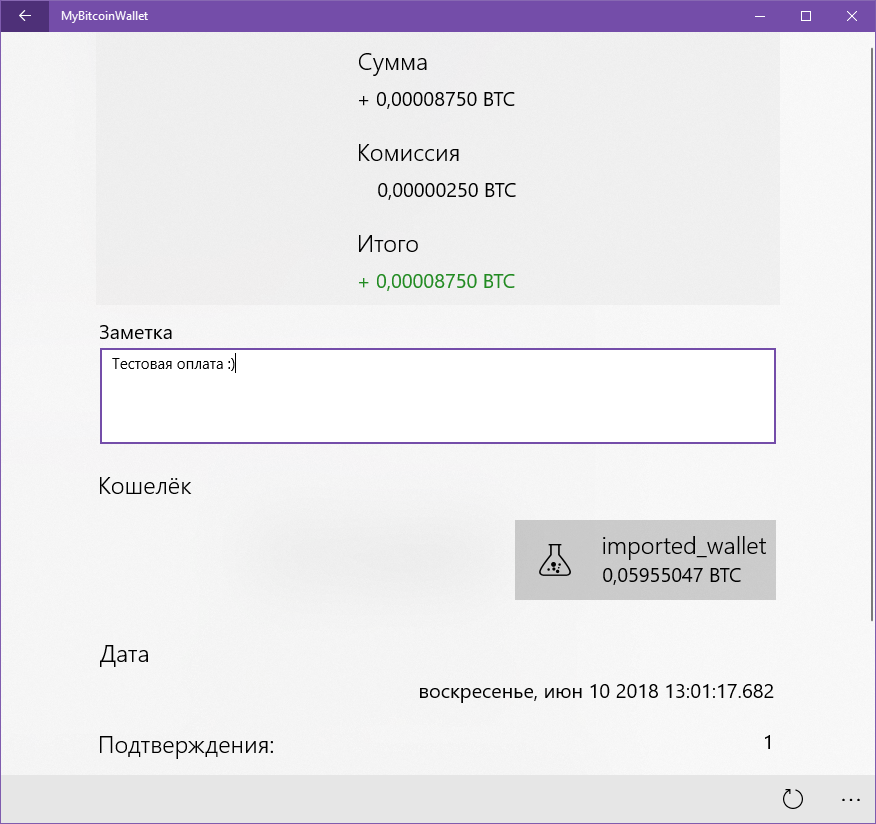 MyBitcoinWallet
Сумма
+ 0,00008750 BTC
Комиссия
0,00000250 BTC
Итого
+ 0,00008750 BTC
Заметка
Тестовая оплата :)
Кошелёк
imported_wallet
0,05955047 BTC
Дата
воскресенье, июн 10 2018 13:01:17.682
Подтверждения:
1